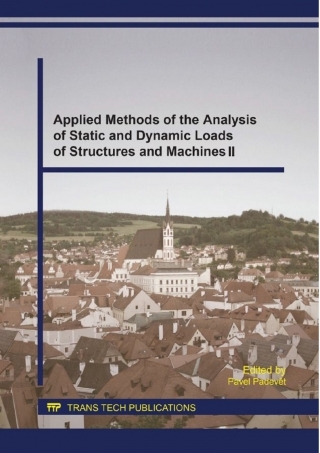 Applied Methods of the Analysis
of Static and Dynamic Loads
of Structures and Machines II
Edited by
Pavel Padevět
TTP TRANS TECH PUBLICATIONS